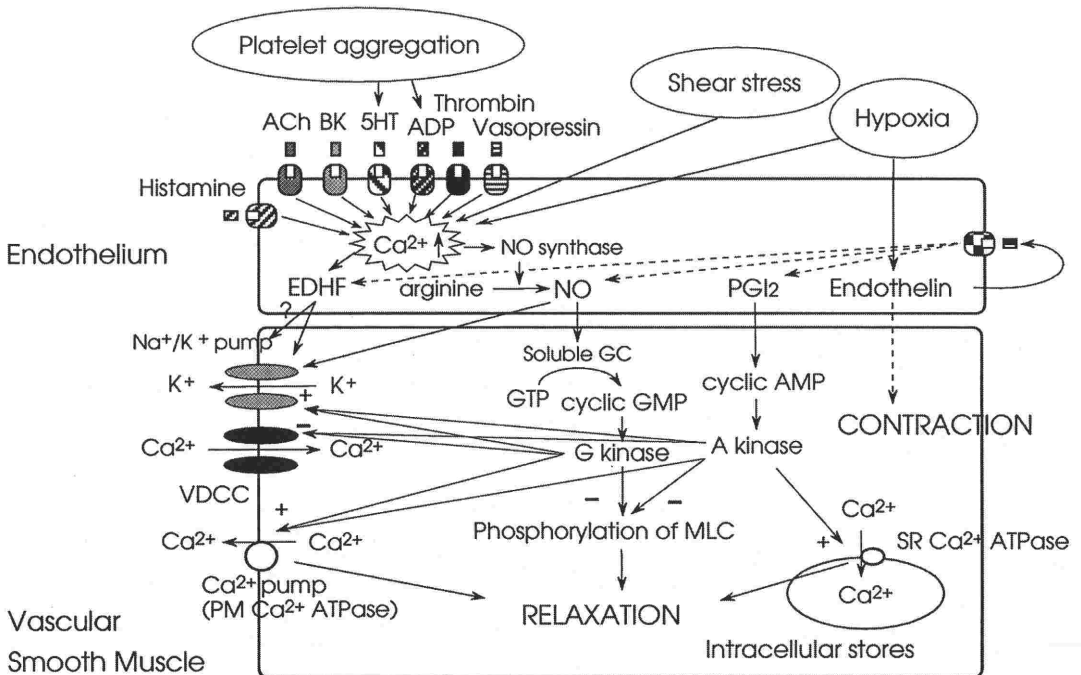 Platelet aggregation
Shear stress
Hypoxia
Thrombin
ACh BK 5HT ADP Vasopressin
Histamine
Endothelium
Ca2+
NO synthase
EDHF
arginine
NO
PGI2
Endothelin
?
Na+/K+ pump
Soluble GC
K+ K+
+
GTP cyclic GMP
cyclic AMP
CONTRACTION
–
Ca2+ Ca2+
G kinase
A kinase
VDCC
+
– –
Ca2+ Ca2+
Phosphorylation of MLC
Ca2+
+
SR Ca2+ ATPase
Ca2+ pump
(PM Ca2+ ATPase)
RELAXATION
Ca2+
Intracellular stores
Vascular
Smooth Muscle